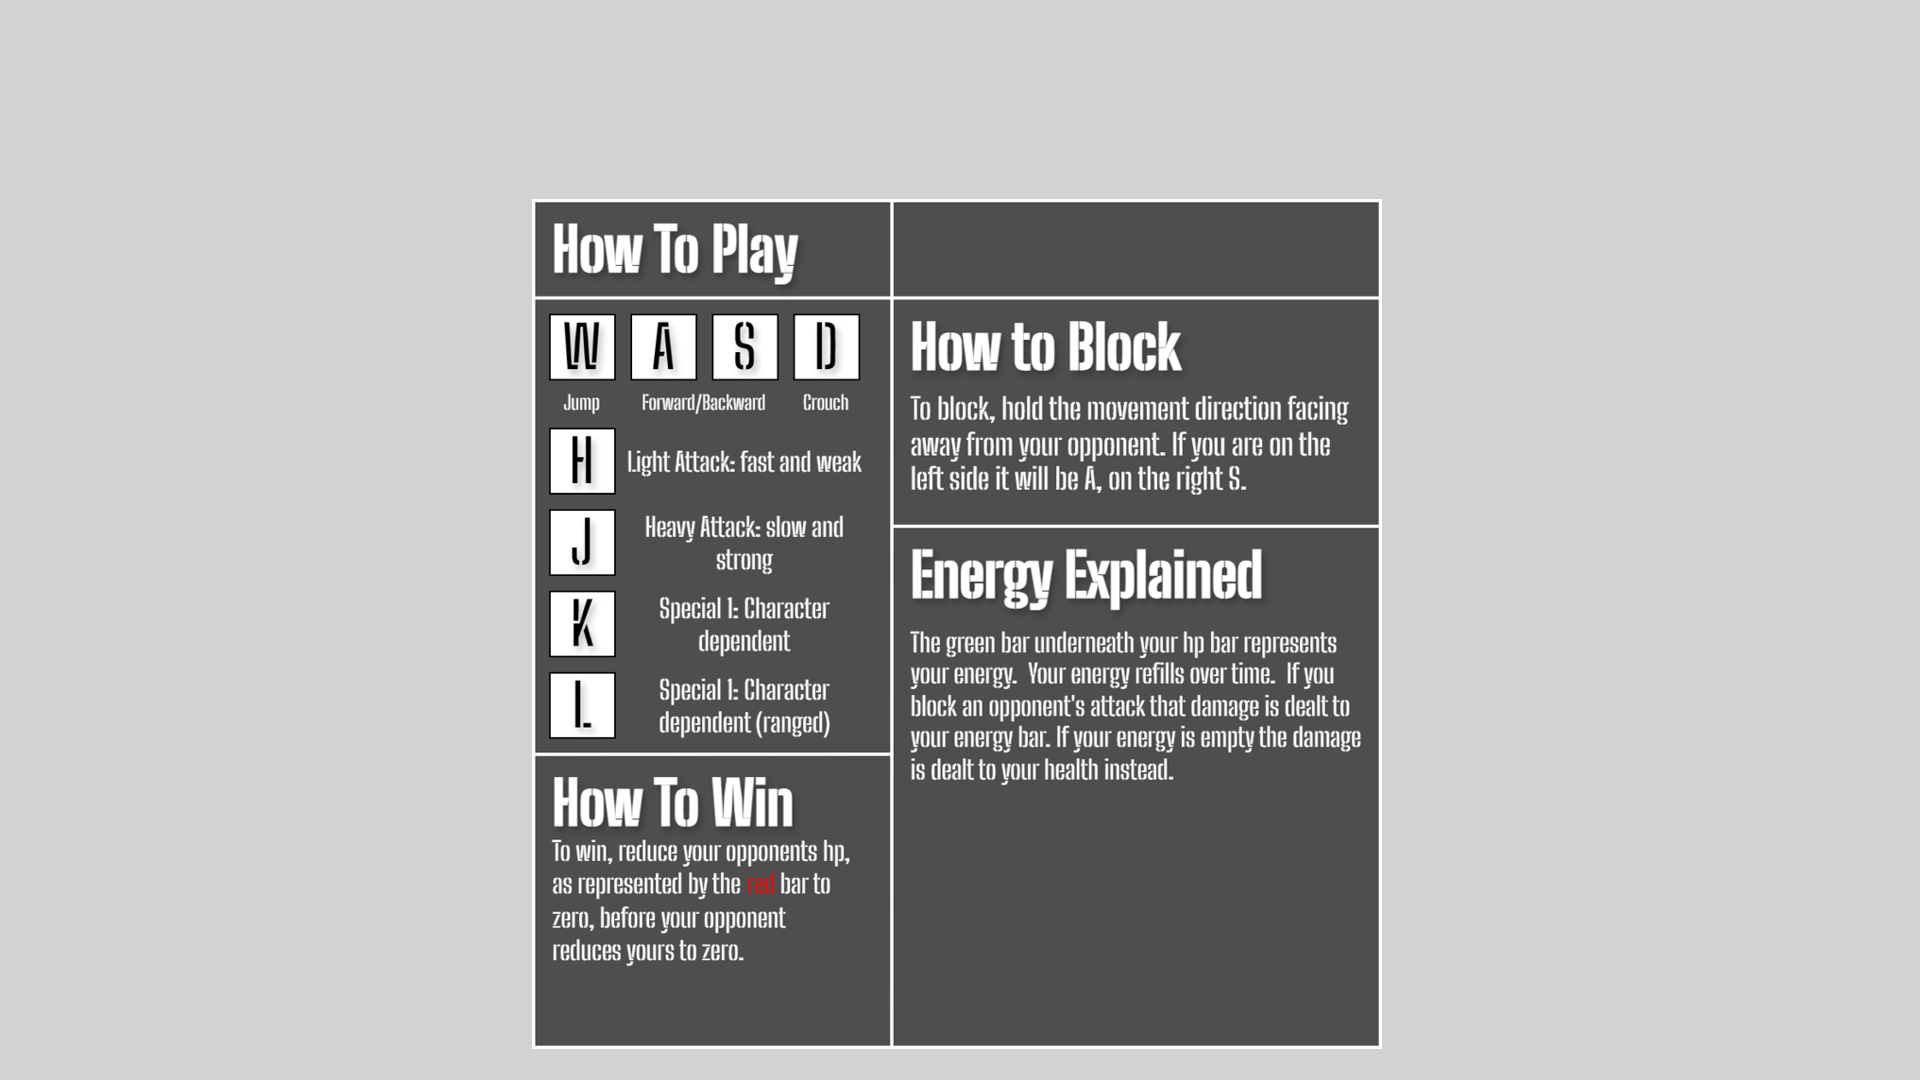 How To Play
W A S D
Jump Forward/Backward Crouch
H
Light Attack: fast and weak
J
Heavy Attack: slow and
strong
K
Special 1: Character
dependent
L
Special 1: Character
dependent (ranged)
How To Win
To win, reduce your opponents hp,
as represented by the red bar to
zero, before your opponent
reduces yours to zero.
How to Block
To block, hold the movement direction facing
away from your opponent. If you are on the
left side it will be A, on the right S.
Energy Explained
The green bar underneath your hp bar represents
your energy.  Your energy refills over time.  If you
block an opponent's attack that damage is dealt to
your energy bar. If your energy is empty the damage
is dealt to your health instead.